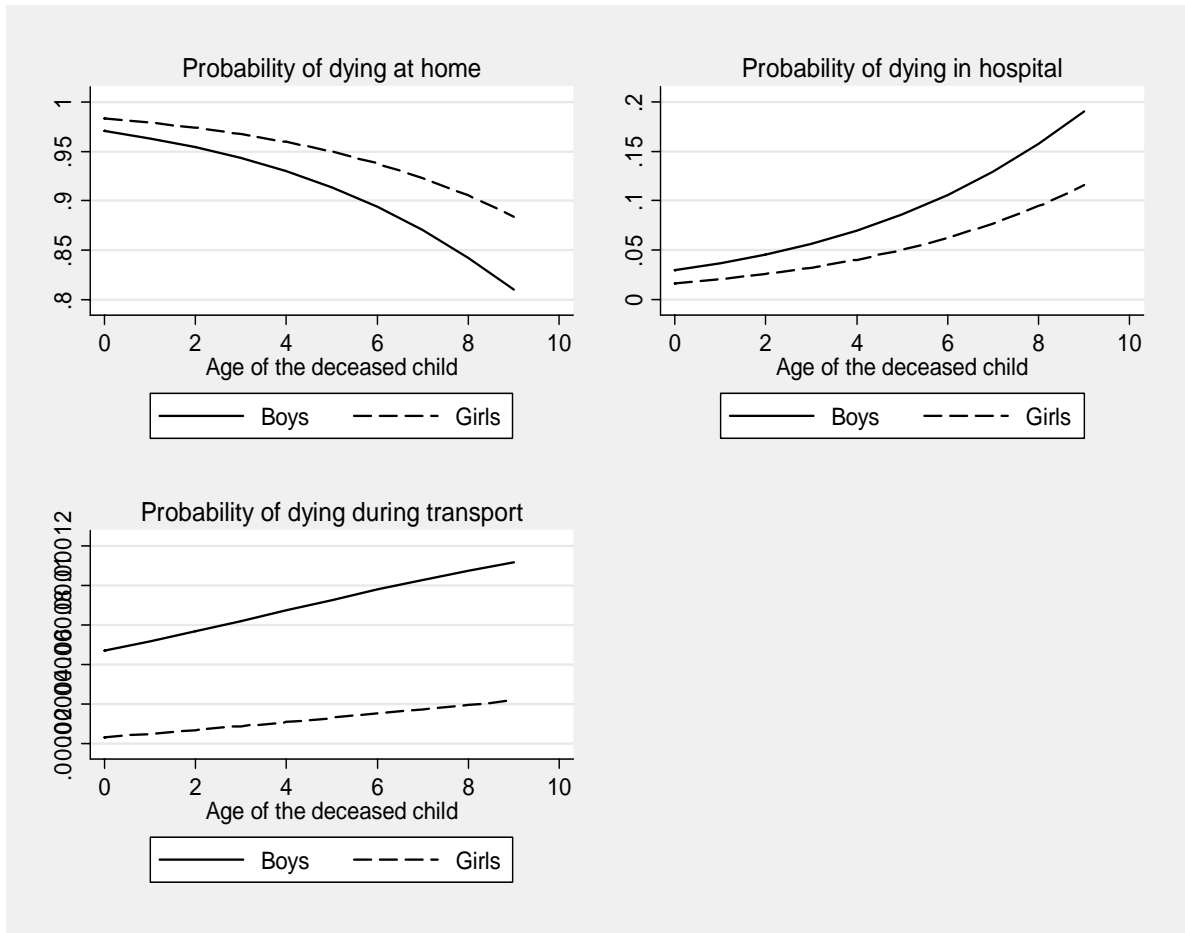 Probability of dying at home
1
.95
.9
.85
.8
0 2 4 6 8 10
Age of the deceased child
Boys Girls
Probability of dying in hospital
.2
.15
.1
.05
0
0 2 4 6 8 10
Age of the deceased child
Boys Girls
Probability of dying during transport
0 2 4 6 8 10
Age of the deceased child
Boys Girls